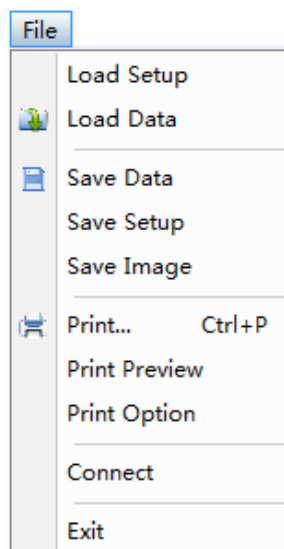 File
Load Setup
Load Data
Save Data
Save Setup
Save Image
Print... Ctrl+P
Print Preview
Print Option
Connect
Exit